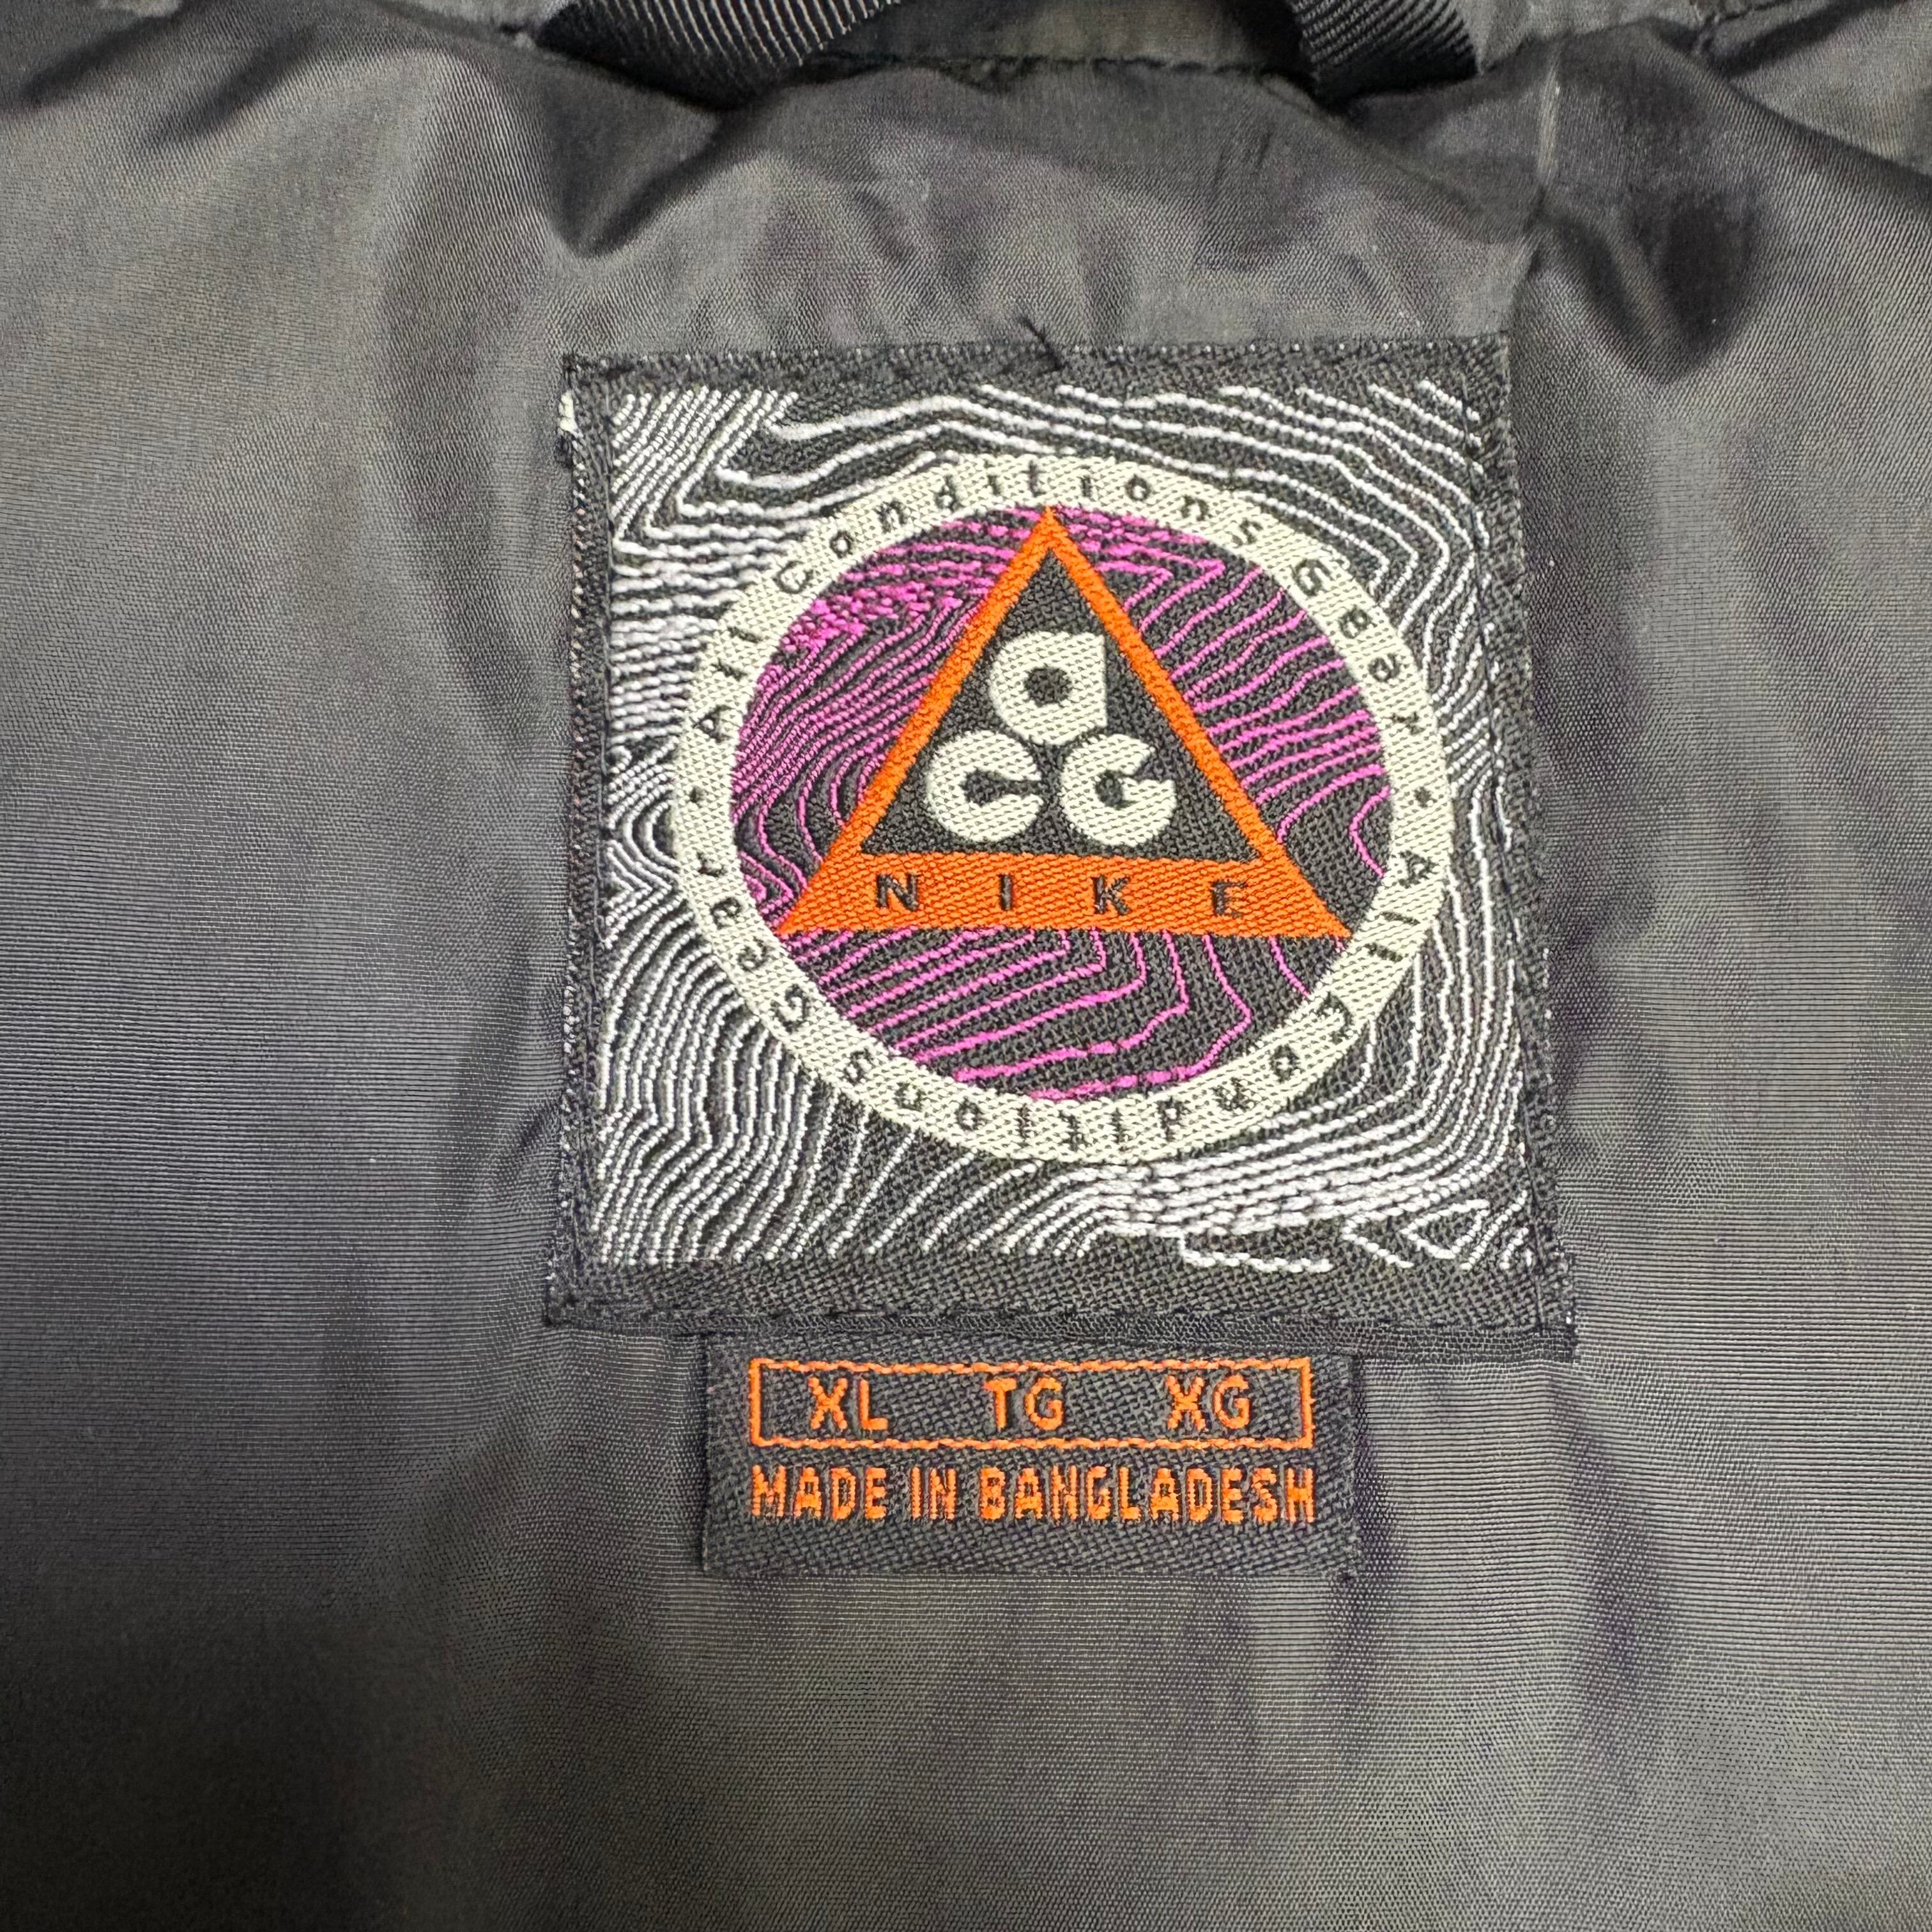 All Conditions Gear • All Conditions Gear •
acg
NIKE
XL TG XG
MADE IN BANGLADESH